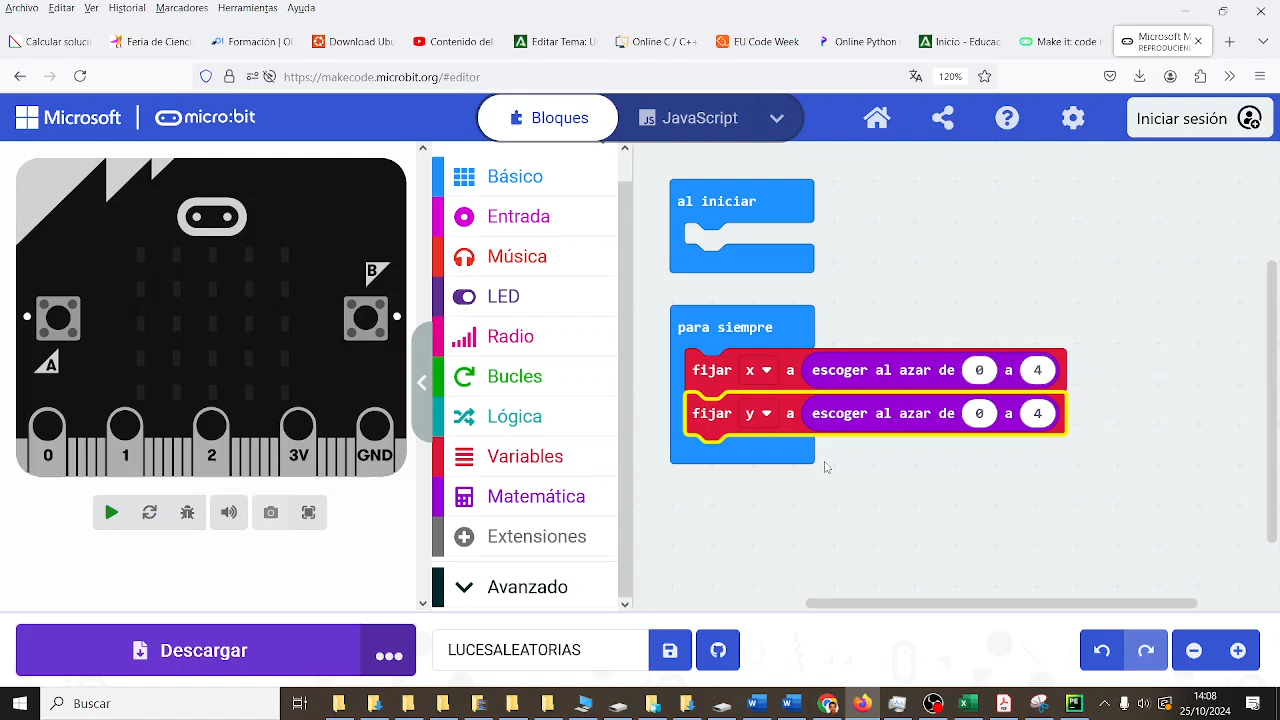 Archivo Editar Ver Historial Marcadores Herramientas Ayuda
Calcular soluci
Feria de Cienci
Formación | O
Download Ubu
Contenido del
Editar Tema U
Online C / C+
EU Code Week
Online Python
Inicio - Educac
Make it: code
Microsoft M
REPRODUCIEN
https://makecode.microbit.org/#editor
120%
Microsoft
micro:bit
Bloques
JS JavaScript
Iniciar sesión
B
A
0 1 2 3V GND
Básico
Entrada
Música
LED
Radio
Bucles
Lógica
Variables
Matemática
Extensiones
Avanzado
al iniciar
para siempre
fijar x a escoger al azar de 0 a 4
fijar y a escoger al azar de 0 a 4
Descargar
LUCESALEATORIAS
Buscar
14:08
25/10/2024